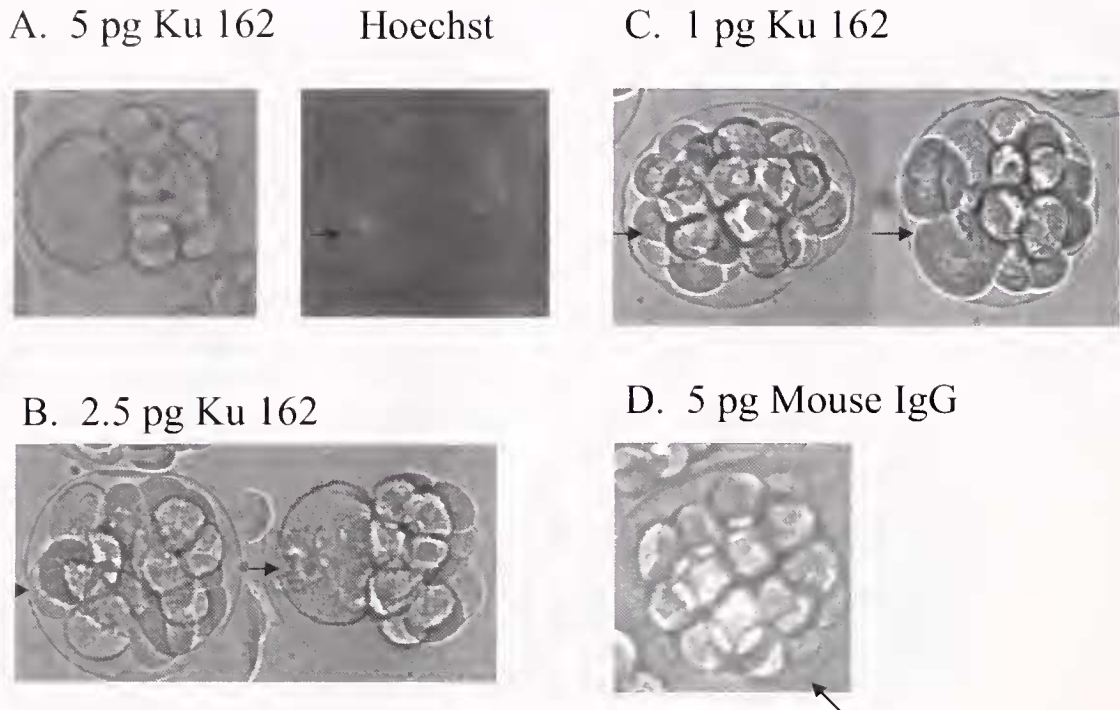 A. 5 pg Ku 162
Hoechst
C. 1 pg Ku 162
B. 2.5 pg Ku 162
D. 5 pg Mouse IgG